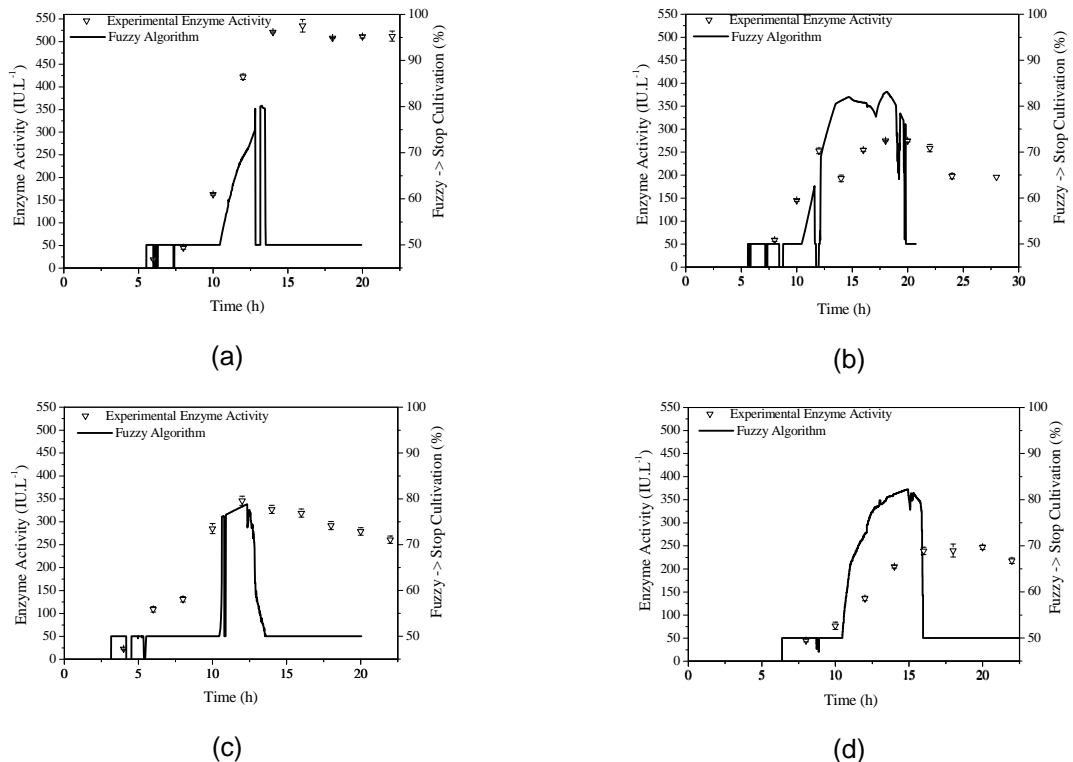 550
500
450
400
350
300
250
200
150
100
50
0
Enzyme Activity (IU.L⁻¹)
Experimental Enzyme Activity
Fuzzy Algorithm
100
90
80
70
60
50
Fuzzy -> Stop Cultivation (%)
0 5 10 15 20
Time (h)
(a)
550
500
450
400
350
300
250
200
150
100
50
0
Enzyme Activity (IU.L⁻¹)
Experimental Enzyme Activity
Fuzzy Algorithm
100
90
80
70
60
50
Fuzzy -> Stop Cultivation (%)
0 5 10 15 20 25 30
Time (h)
(b)
550
500
450
400
350
300
250
200
150
100
50
0
Enzyme Activity (IU.L⁻¹)
Experimental Enzyme Activity
Fuzzy Algorithm
100
90
80
70
60
50
Fuzzy -> Stop Cultivation (%)
0 5 10 15 20
Time (h)
(c)
550
500
450
400
350
300
250
200
150
100
50
0
Enzyme Activity (IU.L⁻¹)
Experimental Enzyme Activity
Fuzzy Algorithm
100
90
80
70
60
50
Fuzzy -> Stop Cultivation (%)
0 5 10 15 20
Time (h)
(d)